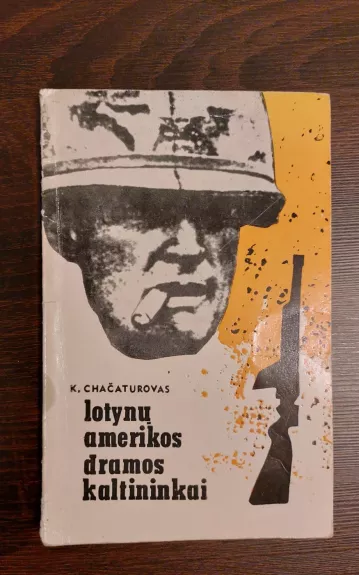 K. CHAČATUROVAS
lotynų
amerikos
dramos
kaltininkai